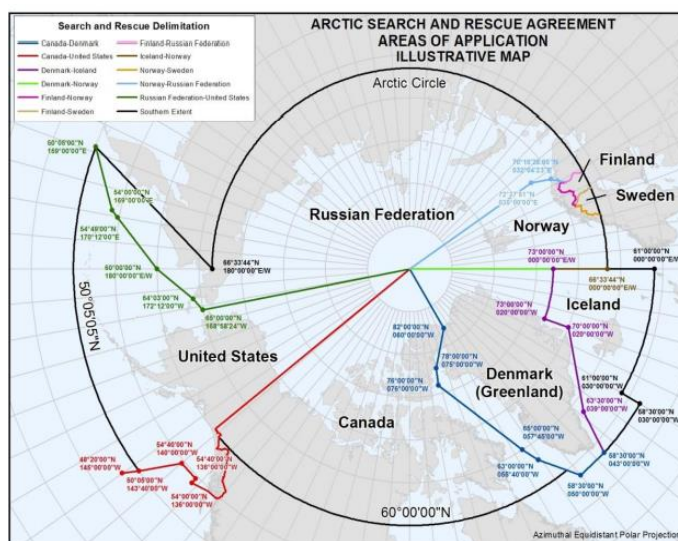 ARCTIC SEARCH AND RESCUE AGREEMENT
AREAS OF APPLICATION
ILLUSTRATIVE MAP
Search and Rescue Delimitation
Canada-Denmark
Canada-United States
Denmark-Iceland
Denmark-Norway
Finland-Norway
Finland-Sweden
Finland-Russian Federation
Iceland-Norway
Norway-Sweden
Norway-Russian Federation
Russian Federation-United States
Southern Extent
Arctic Circle
50°05'00"N
159°00'00"E
54°00'00"N
169°00'00"E
54°49'00"N
170°12'00"E
60°00'00"N
180°00'00"E/W
64°03'00"N
172°12'00"W
65°00'00"N
168°58'24"W
66°33'44"N
180°00'00"E/W
Russian Federation
Finland
Sweden
Norway
73°00'00"N
000°00'00"E/W
61°00'00"N
000°00'00"E/W
66°33'44"N
000°00'00"E/W
Iceland
73°00'00"N
020°00'00"W
70°00'00"N
020°00'00"W
50°05'05"N
United States
82°00'00"N
060°00'00"W
78°00'00"N
075°00'00"W
76°00'00"N
076°00'00"W
Denmark
(Greenland)
61°00'00"N
030°00'00"W
58°30'00"N
030°00'00"W
63°30'00"N
039°00'00"W
Canada
65°00'00"N
057°45'00"W
63°00'00"N
055°40'00"W
58°30'00"N
043°00'00"W
58°30'00"N
050°00'00"W
54°40'00"N
140°00'00"W
54°40'00"N
136°00'00"W
48°20'00"N
145°00'00"W
50°05'00"N
143°40'00"W
54°00'00"N
136°00'00"W
60°00'00"N
Azimuthal Equidistant Polar Projection